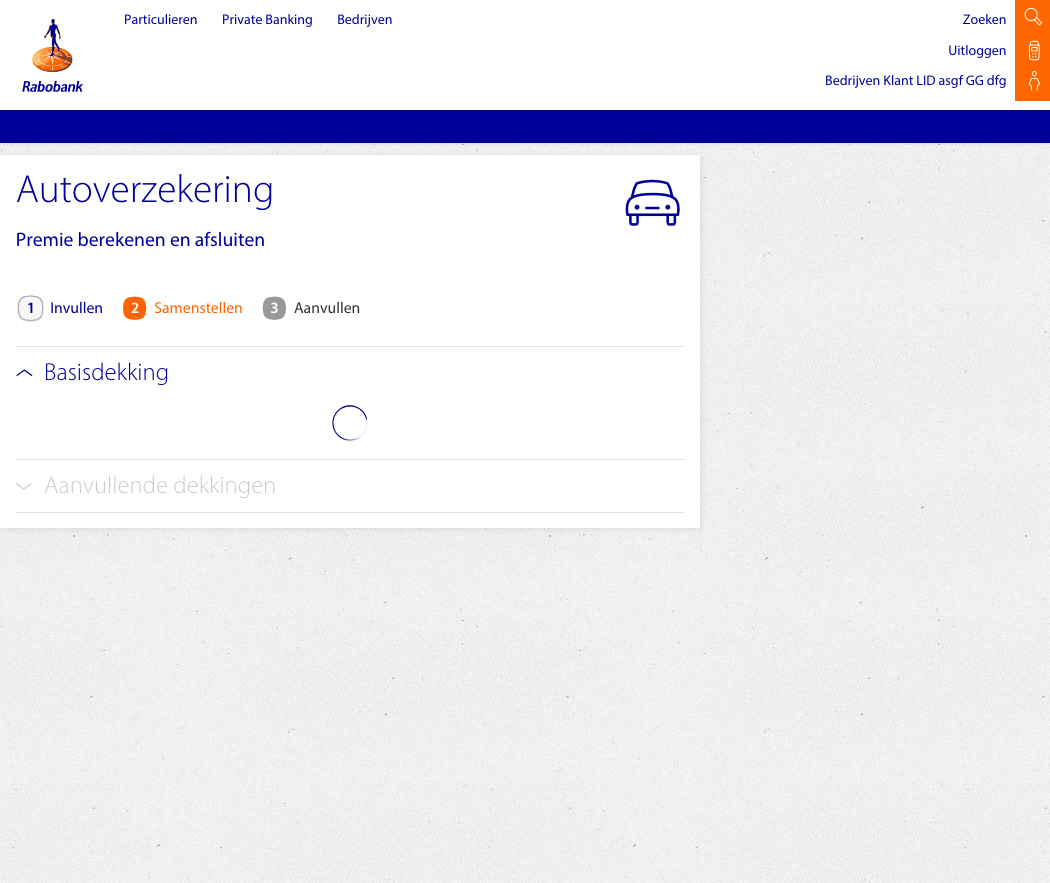 Particulieren Private Banking Bedrijven
Zoeken
Uitloggen
Bedrijven Klant LID asgf GG dfg
Rabobank
Autoverzekering
Premie berekenen en afsluiten
1 Invullen 2 Samenstellen 3 Aanvullen
Basisdekking
Aanvullende dekkingen